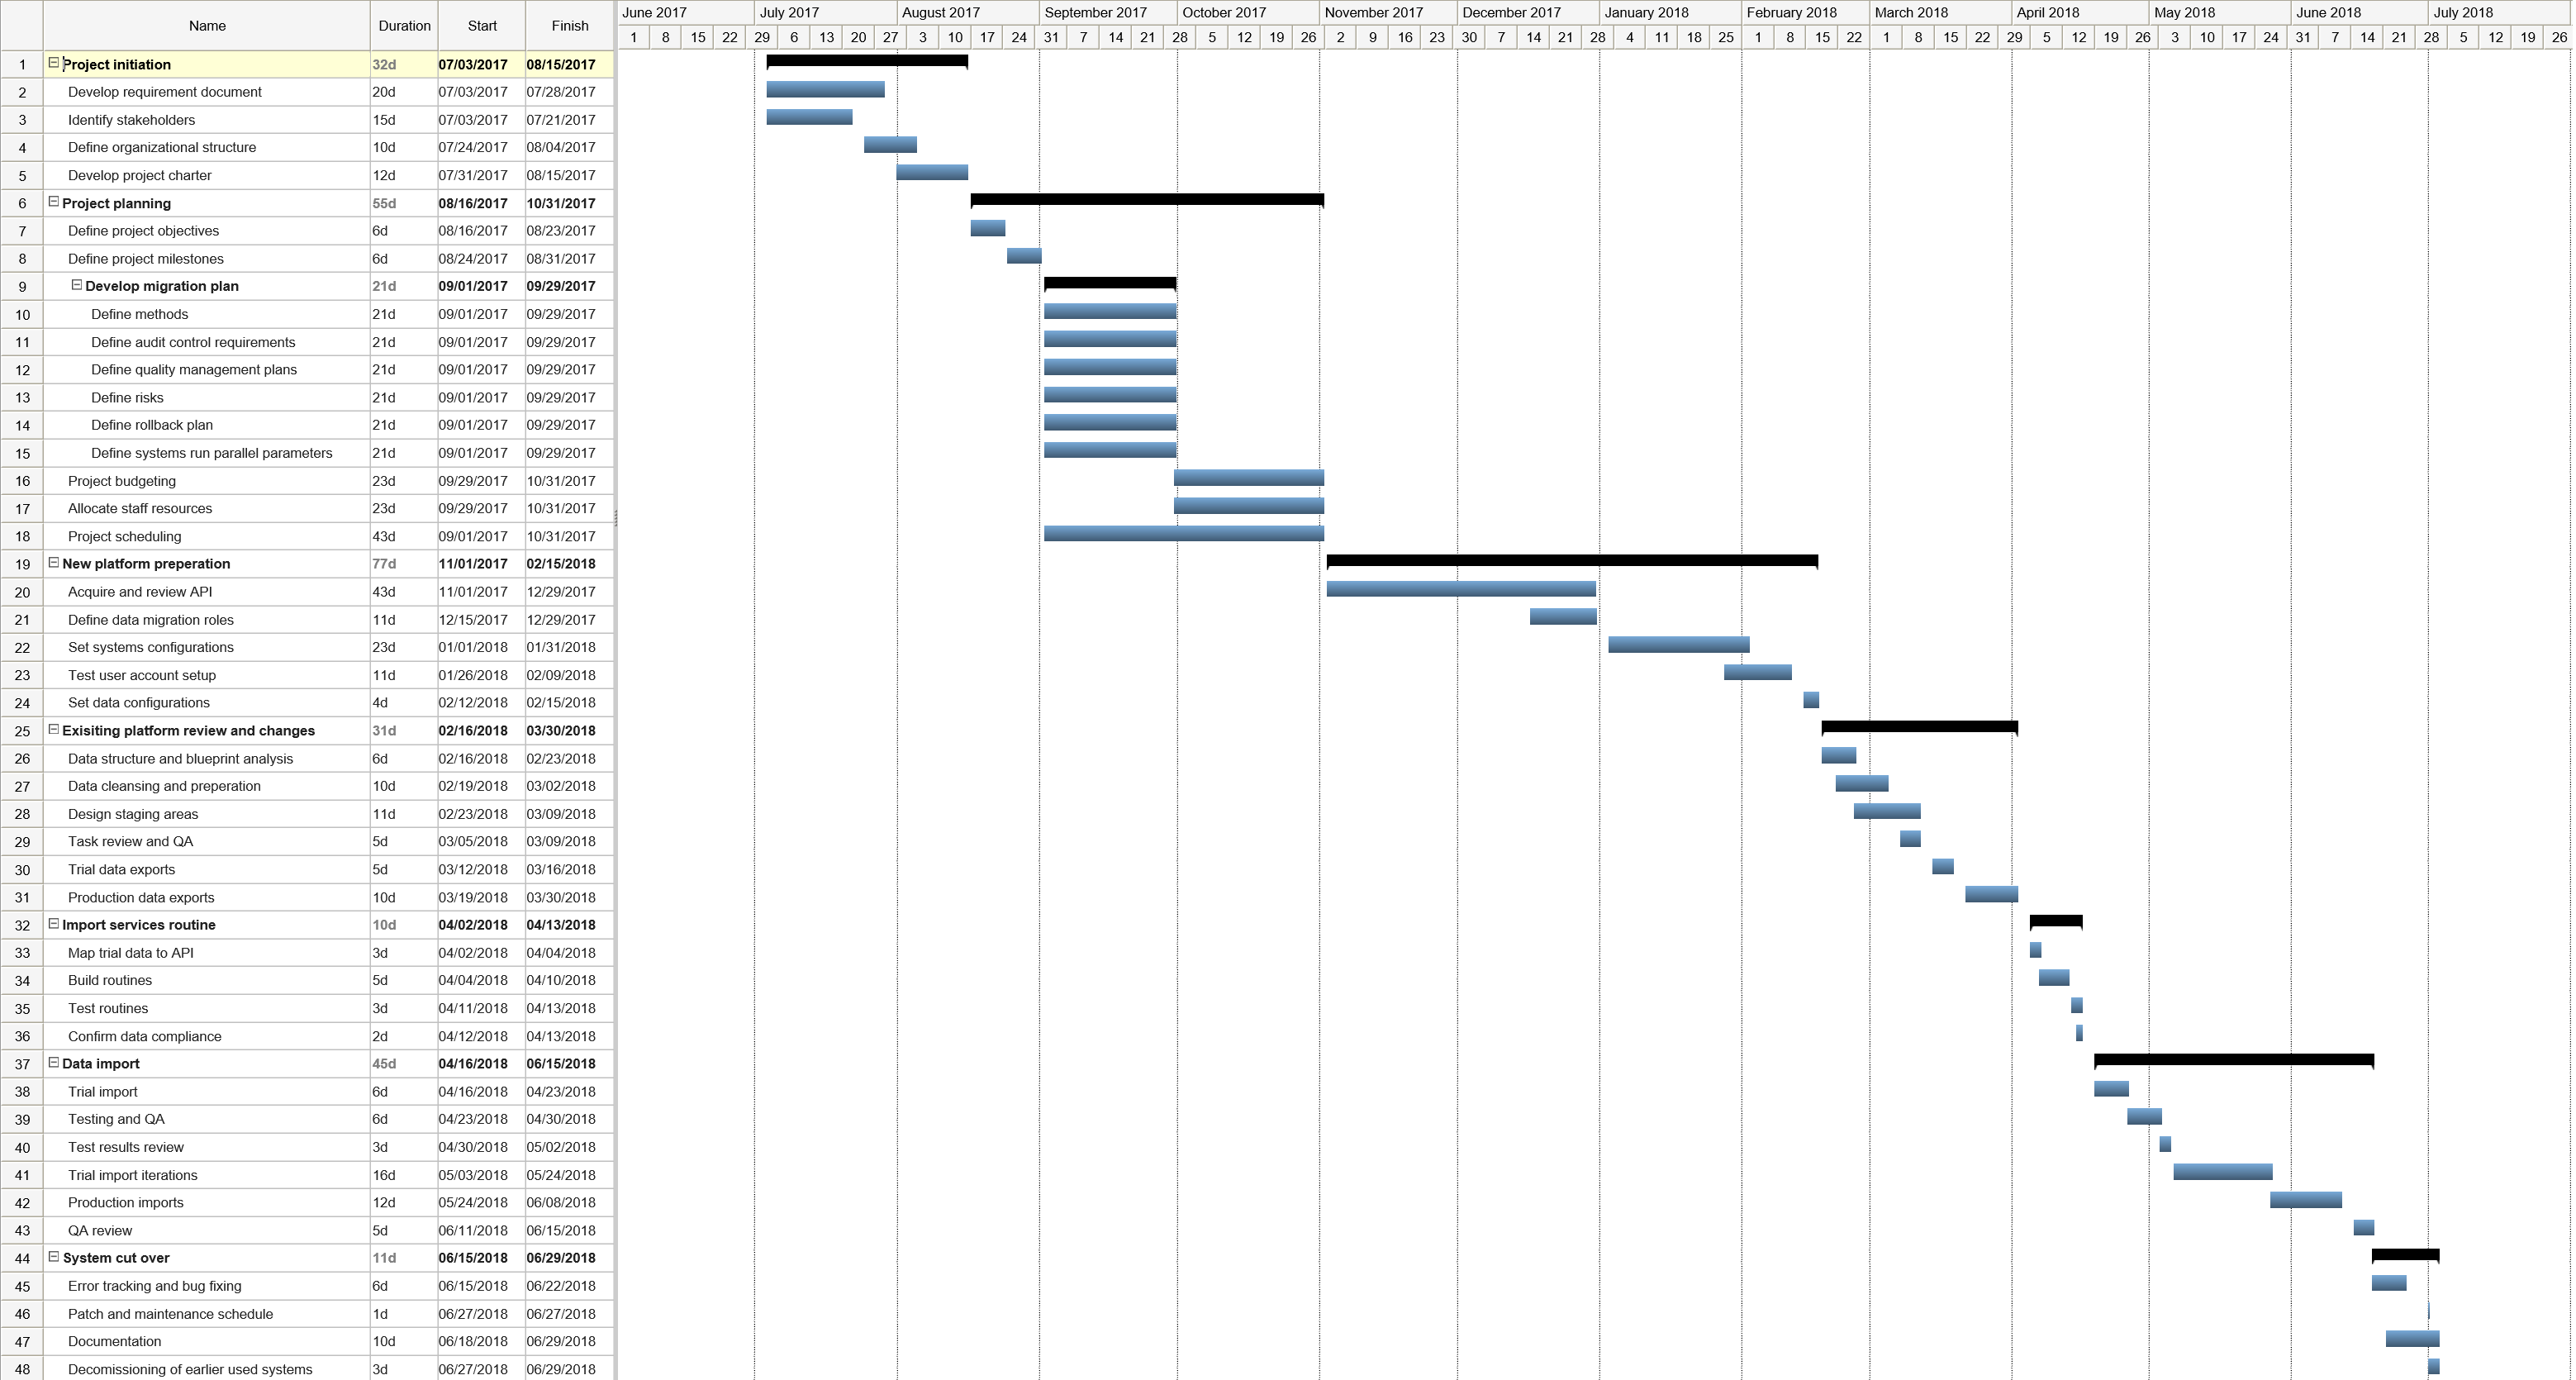 Name Duration Start Finish June 2017 July 2017 August 2017 September 2017 October 2017 November 2017 December 2017 January 2018 February 2018 March 2018 April 2018 May 2018 June 2018 July 2018
1 8 15 22 29 6 13 20 27 3 10 17 24 31 7 14 21 28 5 12 19 26 2 9 16 23 30 7 14 21 28 4 11 18 25 1 8 15 22 1 8 15 22 29 5 12 19 26 3 10 17 24 31 7 14 21 28 5 12 19 26
1 Project initiation 32d 07/03/2017 08/15/2017
2 Develop requirement document 20d 07/03/2017 07/28/2017
3 Identify stakeholders 15d 07/03/2017 07/21/2017
4 Define organizational structure 10d 07/24/2017 08/04/2017
5 Develop project charter 12d 07/31/2017 08/15/2017
6 Project planning 55d 08/16/2017 10/31/2017
7 Define project objectives 6d 08/16/2017 08/23/2017
8 Define project milestones 6d 08/24/2017 08/31/2017
9 Develop migration plan 21d 09/01/2017 09/29/2017
10 Define methods 21d 09/01/2017 09/29/2017
11 Define audit control requirements 21d 09/01/2017 09/29/2017
12 Define quality management plans 21d 09/01/2017 09/29/2017
13 Define risks 21d 09/01/2017 09/29/2017
14 Define rollback plan 21d 09/01/2017 09/29/2017
15 Define systems run parallel parameters 21d 09/01/2017 09/29/2017
16 Project budgeting 23d 09/29/2017 10/31/2017
17 Allocate staff resources 23d 09/29/2017 10/31/2017
18 Project scheduling 43d 09/01/2017 10/31/2017
19 New platform preperation 77d 11/01/2017 02/15/2018
20 Acquire and review API 43d 11/01/2017 12/29/2017
21 Define data migration roles 11d 12/15/2017 12/29/2017
22 Set systems configurations 23d 01/01/2018 01/31/2018
23 Test user account setup 11d 01/26/2018 02/09/2018
24 Set data configurations 4d 02/12/2018 02/15/2018
25 Exisiting platform review and changes 31d 02/16/2018 03/30/2018
26 Data structure and blueprint analysis 6d 02/16/2018 02/23/2018
27 Data cleansing and preperation 10d 02/19/2018 03/02/2018
28 Design staging areas 11d 02/23/2018 03/09/2018
29 Task review and QA 5d 03/05/2018 03/09/2018
30 Trial data exports 5d 03/12/2018 03/16/2018
31 Production data exports 10d 03/19/2018 03/30/2018
32 Import services routine 10d 04/02/2018 04/13/2018
33 Map trial data to API 3d 04/02/2018 04/04/2018
34 Build routines 5d 04/04/2018 04/10/2018
35 Test routines 3d 04/11/2018 04/13/2018
36 Confirm data compliance 2d 04/12/2018 04/13/2018
37 Data import 45d 04/16/2018 06/15/2018
38 Trial import 6d 04/16/2018 04/23/2018
39 Testing and QA 6d 04/23/2018 04/30/2018
40 Test results review 3d 04/30/2018 05/02/2018
41 Trial import iterations 16d 05/03/2018 05/24/2018
42 Production imports 12d 05/24/2018 06/08/2018
43 QA review 5d 06/11/2018 06/15/2018
44 System cut over 11d 06/15/2018 06/29/2018
45 Error tracking and bug fixing 6d 06/15/2018 06/22/2018
46 Patch and maintenance schedule 1d 06/27/2018 06/27/2018
47 Documentation 10d 06/18/2018 06/29/2018
48 Decomissioning of earlier used systems 3d 06/27/2018 06/29/2018